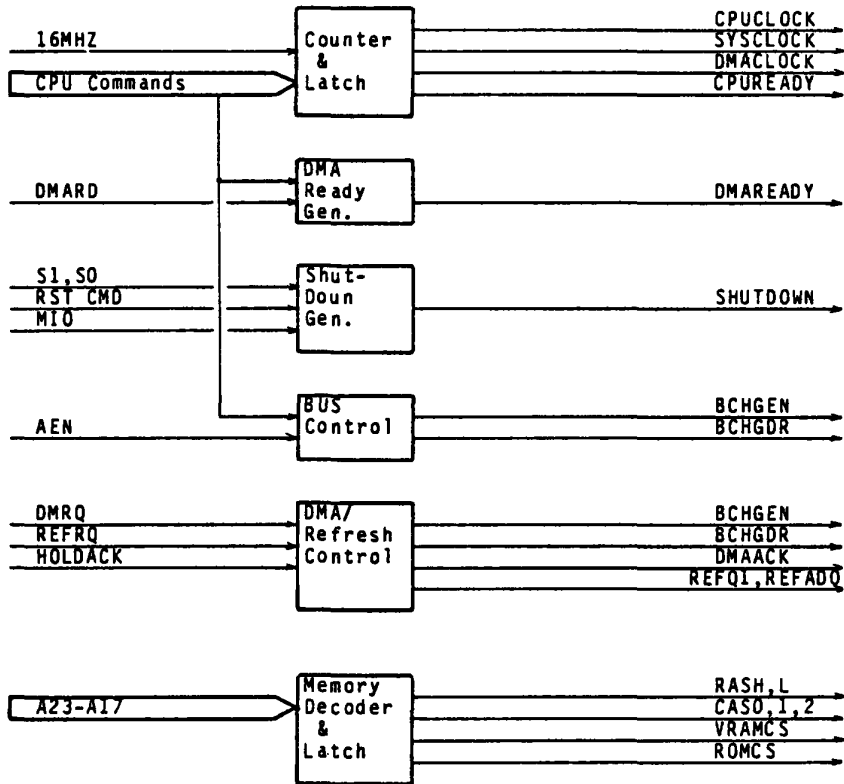 CPUCLOCK
16MHZ Counter SYSCLOCK
& DMACLOCK
CPU Commands Latch CPUREADY
DMA
Ready
DMARD Gen. DMAREADY
S1,S0 Shut-
RST CMD Doun SHUTDOWN
MIO Gen.
BUS BCHGEN
AEN Control BCHGDR
DMRQ DMA/ BCHGEN
REFRQ Refresh BCHGDR
HOLDACK Control DMAACK
REFQ1,REFADQ
Memory RASH,L
A23-A17 Decoder CAS0,1,2
& VRAMCS
Latch ROMCS